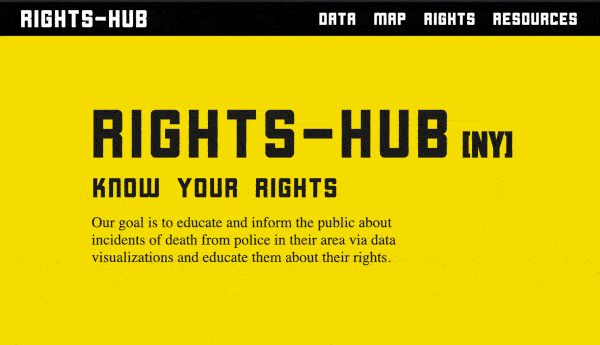 RIGHTS-HUB DATA MAP RIGHTS RESOURCES
RIGHTS-HUB [NY]
KNOW YOUR RIGHTS
Our goal is to educate and inform the public about
incidents of death from police in their area via data
visualizations and educate them about their rights.